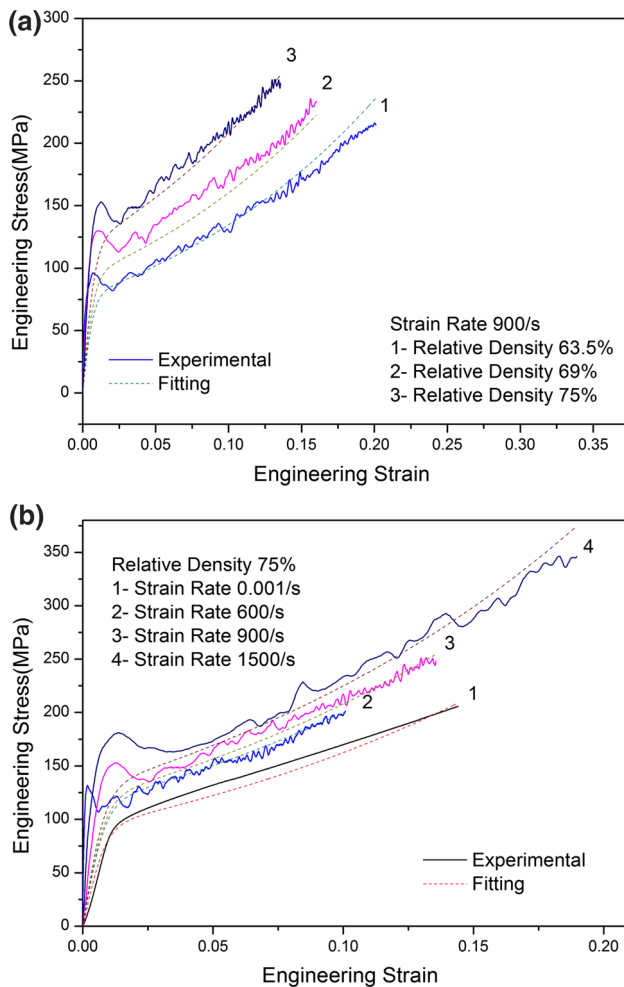 (a)
300
250
200
150
100
50
0
Engineering Stress(MPa)
3
2
1
Strain Rate 900/s
1- Relative Density 63.5%
2- Relative Density 69%
3- Relative Density 75%
Experimental
Fitting
0.00 0.05 0.10 0.15 0.20 0.25 0.30 0.35
Engineering Strain
(b)
350
300
250
200
150
100
50
0
Engineering Stress(MPa)
Relative Density 75%
1- Strain Rate 0.001/s
2- Strain Rate 600/s
3- Strain Rate 900/s
4- Strain Rate 1500/s
4
3
2
1
Experimental
Fitting
0.00 0.05 0.10 0.15 0.20
Engineering Strain